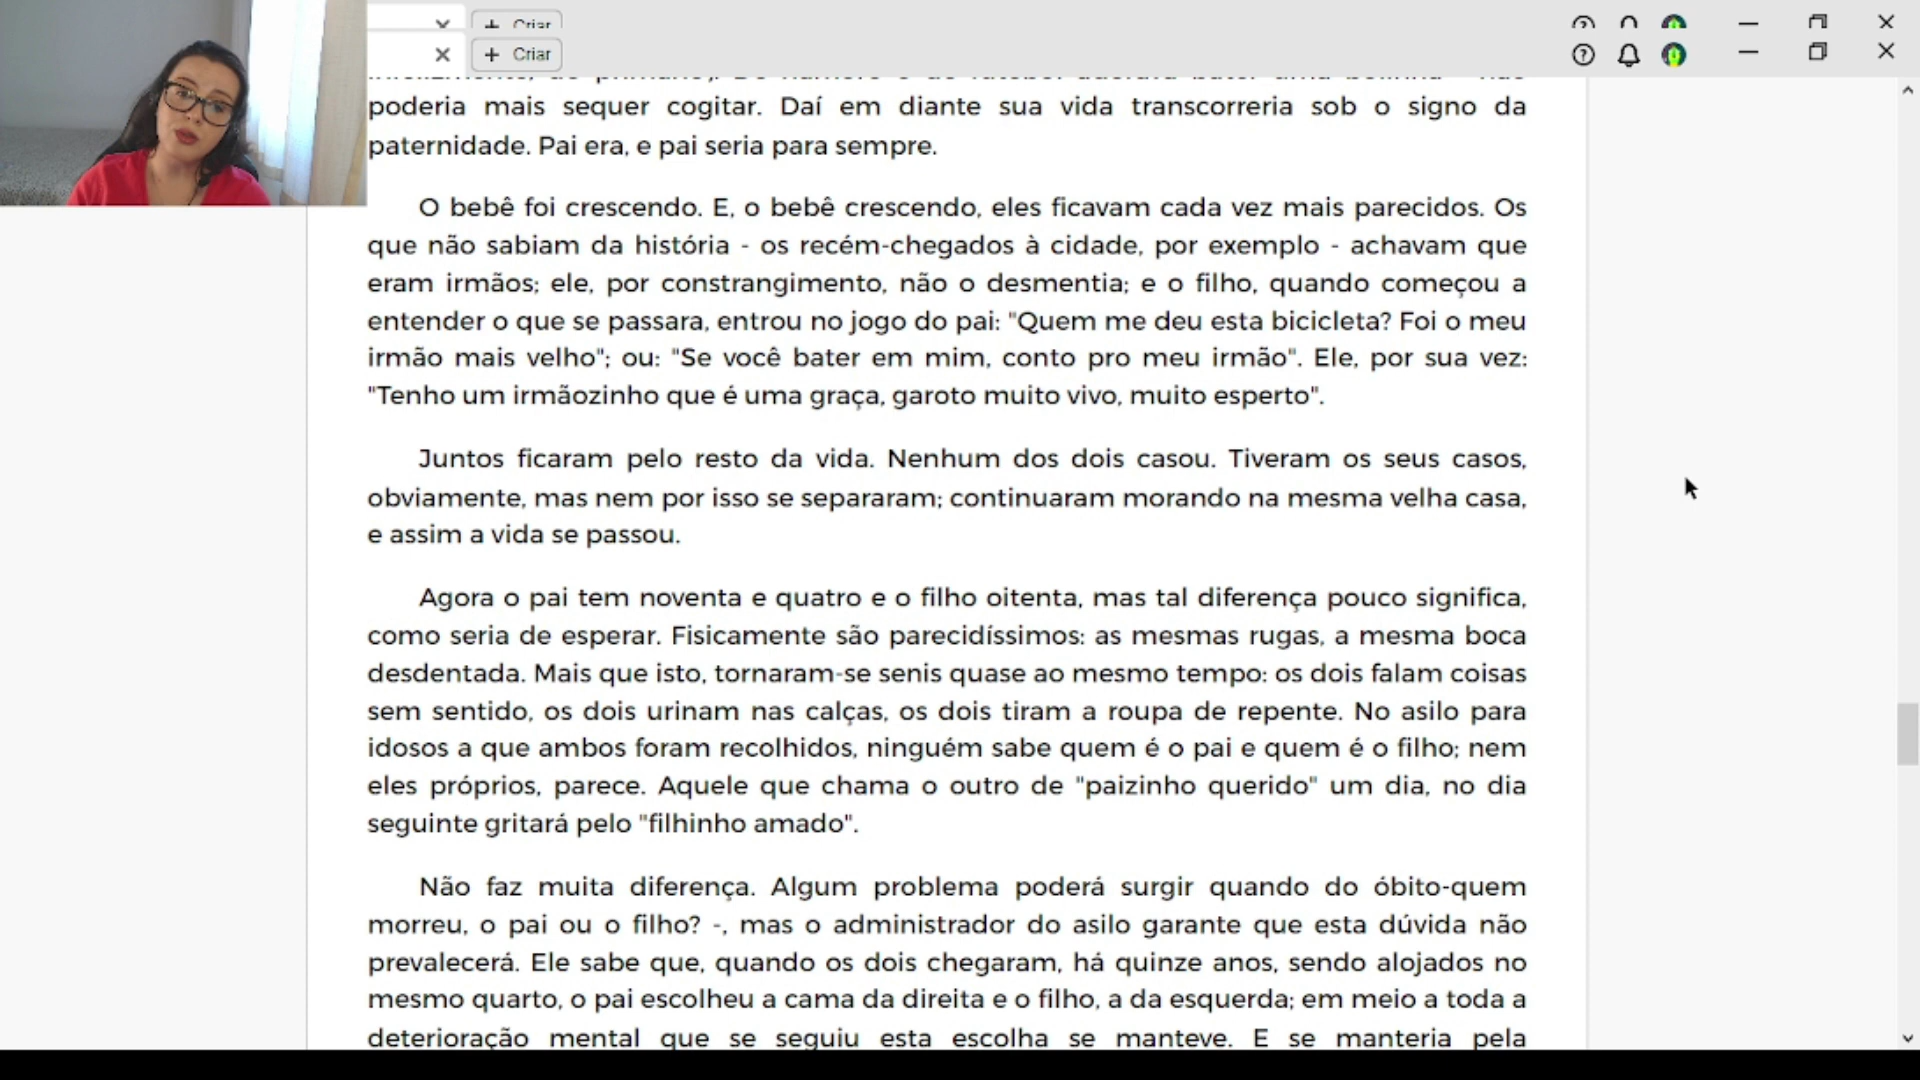 Criar
Criar
poderia mais sequer cogitar. Daí em diante sua vida transcorreria sob o signo da
paternidade. Pai era, e pai seria para sempre.
O bebê foi crescendo. E, o bebê crescendo, eles ficavam cada vez mais parecidos. Os
que não sabiam da história - os recém-chegados à cidade, por exemplo - achavam que
eram irmãos; ele, por constrangimento, não o desmentia; e o filho, quando começou a
entender o que se passara, entrou no jogo do pai: "Quem me deu esta bicicleta? Foi o meu
irmão mais velho"; ou: "Se você bater em mim, conto pro meu irmão". Ele, por sua vez:
"Tenho um irmãozinho que é uma graça, garoto muito vivo, muito esperto".
Juntos ficaram pelo resto da vida. Nenhum dos dois casou. Tiveram os seus casos,
obviamente, mas nem por isso se separaram; continuaram morando na mesma velha casa,
e assim a vida se passou.
Agora o pai tem noventa e quatro e o filho oitenta, mas tal diferença pouco significa,
como seria de esperar. Fisicamente são parecidíssimos: as mesmas rugas, a mesma boca
desdentada. Mais que isto, tornaram-se senis quase ao mesmo tempo: os dois falam coisas
sem sentido, os dois urinam nas calças, os dois tiram a roupa de repente. No asilo para
idosos a que ambos foram recolhidos, ninguém sabe quem é o pai e quem é o filho; nem
eles próprios, parece. Aquele que chama o outro de "paizinho querido" um dia, no dia
seguinte gritará pelo "filhinho amado".
Não faz muita diferença. Algum problema poderá surgir quando do óbito-quem
morreu, o pai ou o filho? -, mas o administrador do asilo garante que esta dúvida não
prevalecerá. Ele sabe que, quando os dois chegaram, há quinze anos, sendo alojados no
mesmo quarto, o pai escolheu a cama da direita e o filho, a da esquerda; em meio a toda a
deterioração mental que se seguiu esta escolha se manteve. E se manteria pela